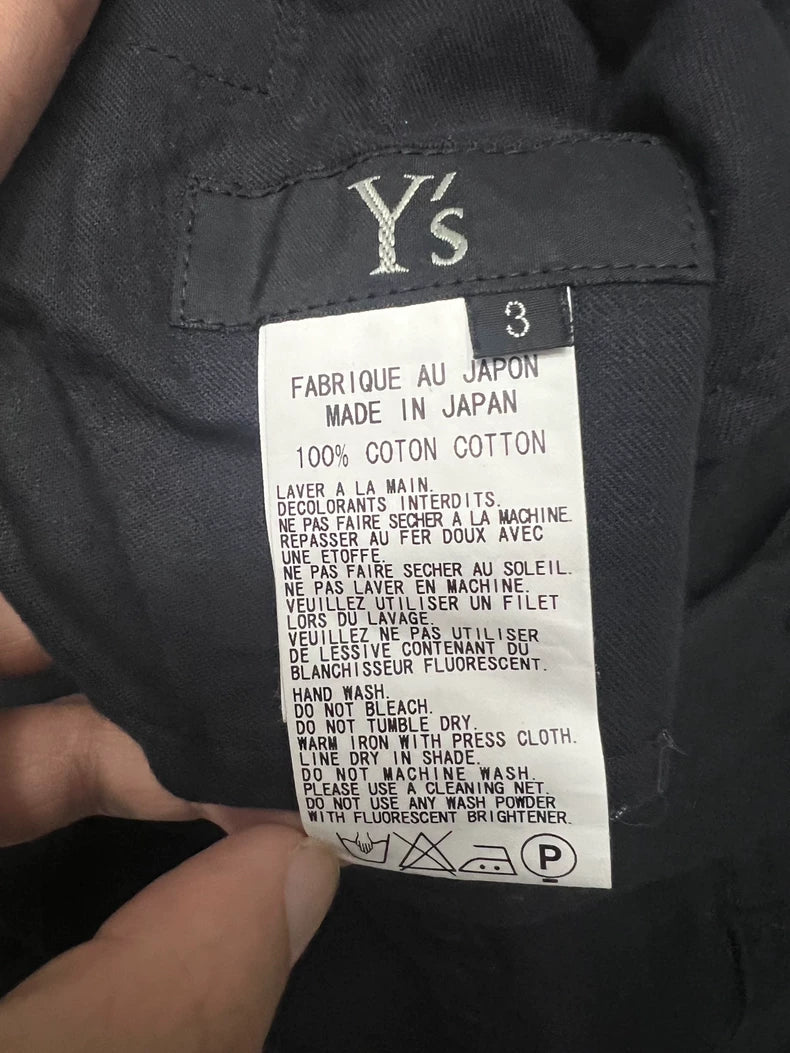 Y's
3
FABRIQUE AU JAPON
MADE IN JAPAN
100% COTON COTTON
LAVER A LA MAIN.
DECOLORANTS INTERDITS.
NE PAS FAIRE SECHER A LA MACHINE.
REPASSER AU FER DOUX AVEC
UNE ETOFFE.
NE PAS FAIRE SECHER AU SOLEIL.
NE PAS LAVER EN MACHINE.
VEUILLEZ UTILISER UN FILET
LORS DU LAVAGE.
VEUILLEZ NE PAS UTILISER
DE LESSIVE CONTENANT DU
BLANCHISSEUR FLUORESCENT.
HAND WASH.
DO NOT BLEACH.
DO NOT TUMBLE DRY.
WARM IRON WITH PRESS CLOTH.
LINE DRY IN SHADE.
DO NOT MACHINE WASH.
PLEASE USE A CLEANING NET.
DO NOT USE ANY WASH POWDER
WITH FLUORESCENT BRIGHTENER.
P